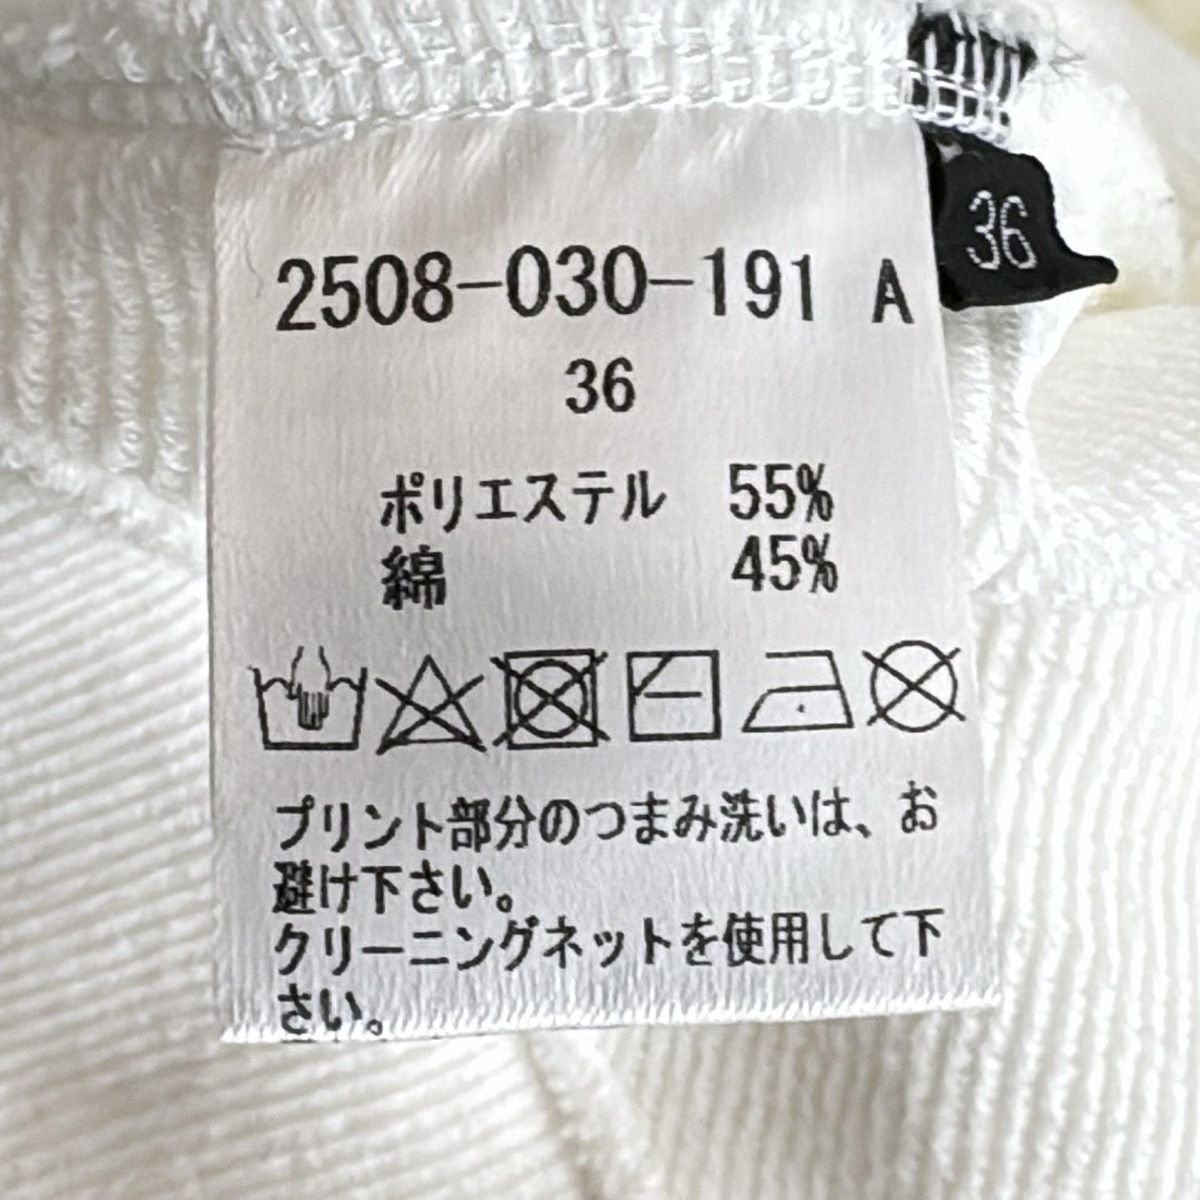 2508-030-191 A
36
36
ポリエステル 55%
綿 45%
プリント部分のつまみ洗いは、お
避け下さい。
クリーニングネットを使用して下
さい。